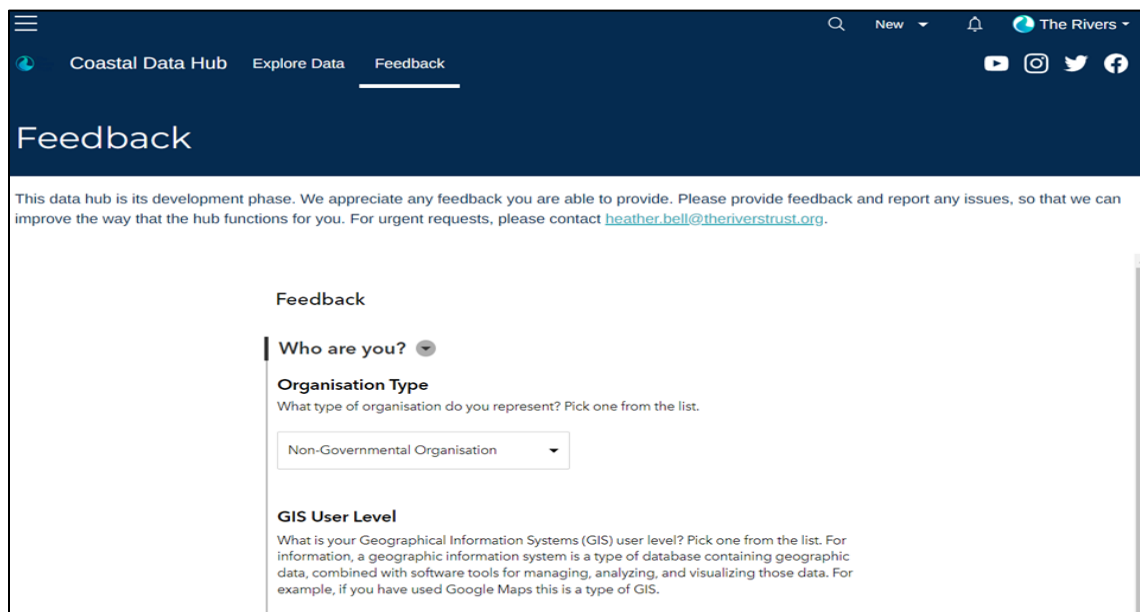 New
The Rivers
Coastal Data Hub Explore Data Feedback
Feedback
This data hub is its development phase. We appreciate any feedback you are able to provide. Please provide feedback and report any issues, so that we can
improve the way that the hub functions for you. For urgent requests, please contact heather.bell@theriverstrust.org.
Feedback
Who are you?
Organisation Type
What type of organisation do you represent? Pick one from the list.
Non-Governmental Organisation
GIS User Level
What is your Geographical Information Systems (GIS) user level? Pick one from the list. For
information, a geographic information system is a type of database containing geographic
data, combined with software tools for managing, analyzing, and visualizing those data. For
example, if you have used Google Maps this is a type of GIS.